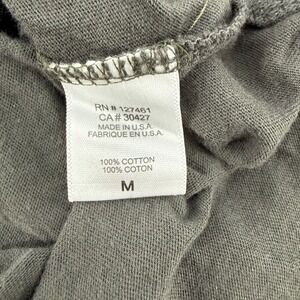 RN # 127461
CA # 30427
MADE IN U.S.A.
FABRIQUE EN U.S.A.
100% COTTON
100% COTON
M